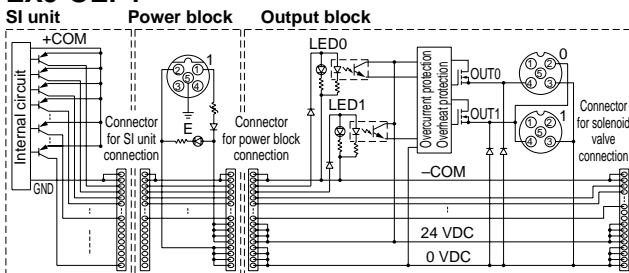 SI unit
Power block
Output block
+COM
LED0
LED1
Internal circuit
GND
Connector
for SI unit
connection
1
2 1
5
3 4
E
Connector
for power block
connection
Overcurrent protection
Overheat protection
OUT0
OUT1
0
1 2
5
4 3
1
1 2
5
4 3
Connector
for solenoid
valve
connection
–COM
24 VDC
0 VDC